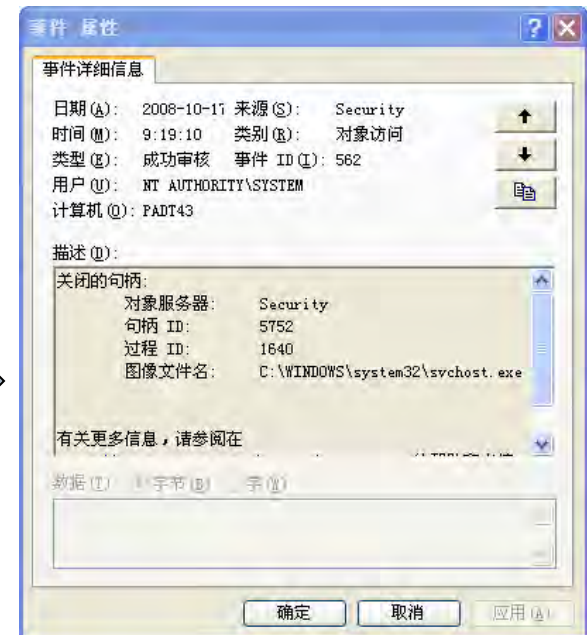 事件 属性
事件详细信息
日期(A): 2008-10-17 来源(S): Security
时间(M): 9:19:10 类别(R): 对象访问
类型(E): 成功审核 事件 ID(I): 562
用户(U): NT AUTHORITY\SYSTEM
计算机(O): PADT43
描述(D):
关闭的句柄:
对象服务器: Security
句柄 ID: 5752
过程 ID: 1640
图像文件名: C:\WINDOWS\system32\svchost.exe
有关更多信息，请参阅在
数据(T): 字节(B) 字(W)
确定 取消 应用(A)